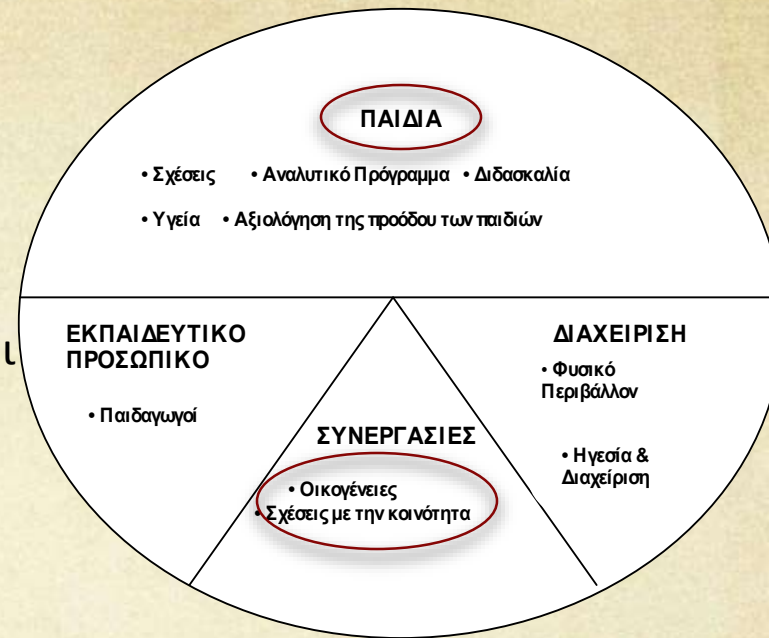 ΠΑΙΔΙΑ
• Σχέσεις • Αναλυτικό Πρόγραμμα • Διδασκαλία
• Υγεία • Αξιολόγηση της προόδου των παιδιών
ΕΚΠΑΙΔΕΥΤΙΚΟ
ΠΡΟΣΩΠΙΚΟ
ι
• Παιδαγωγοί
ΣΥΝΕΡΓΑΣΙΕΣ
• Οικογένειες
• Σχέσεις με την κοινότητα
ΔΙΑΧΕΙΡΙΣΗ
• Φυσικό
Περιβάλλον
• Ηγεσία &
Διαχείριση